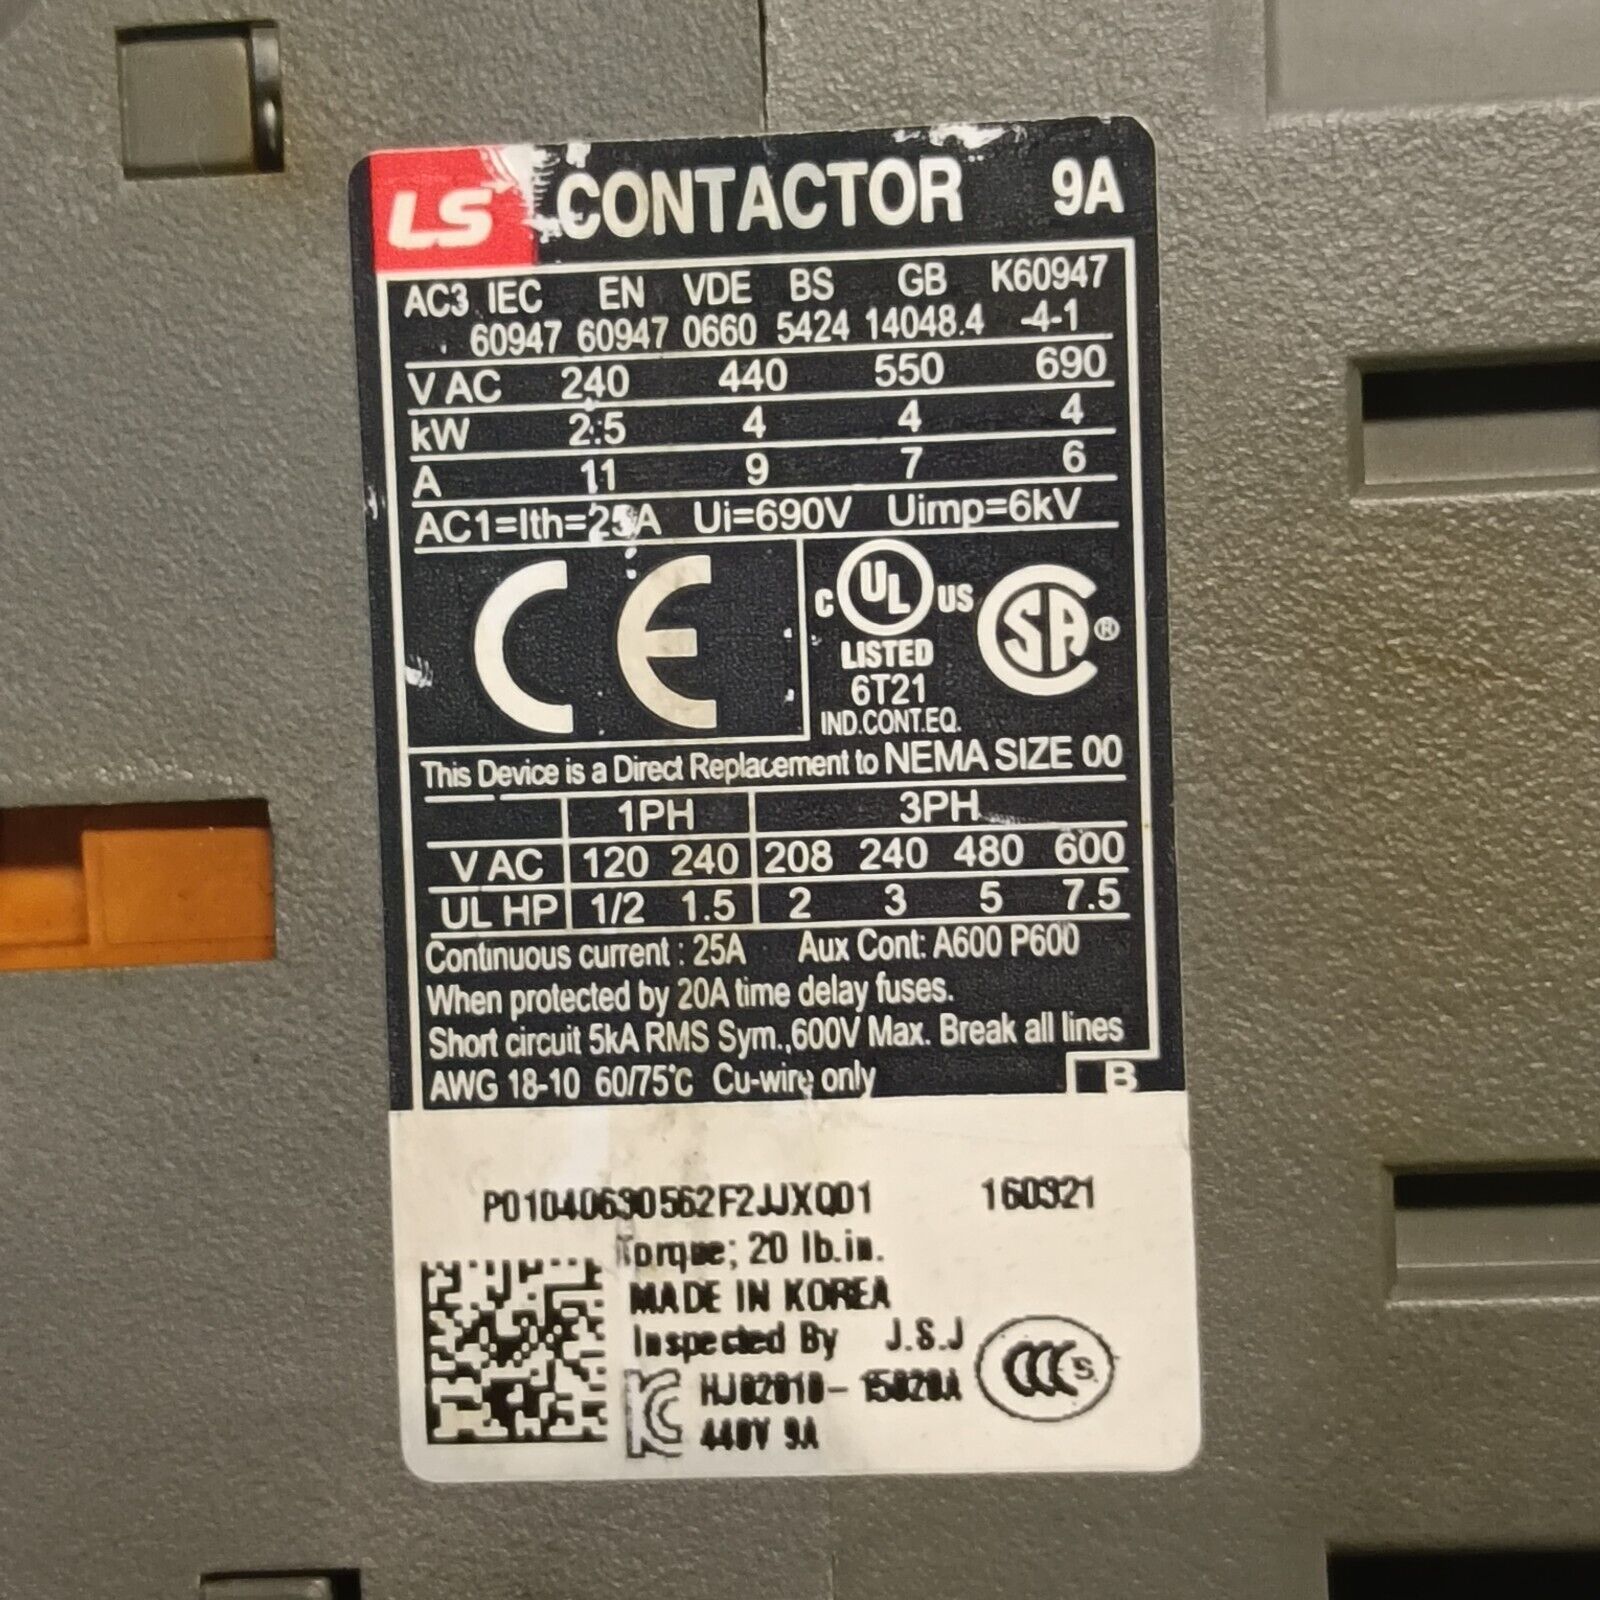 LS CONTACTOR 9A
AC3 IEC EN VDE BS GB K60947
60947 60947 0660 5424 14048.4 -4-1
V AC 240 440 550 690
kW 2.5 4 4 4
A 11 9 7 6
AC1=Ith=25A Ui=690V Uimp=6kV
CE
C UL US
LISTED
6T21
IND.CONT.EQ.
SA ®
This Device is a Direct Replacement to NEMA SIZE 00
1PH 3PH
V AC 120 240 208 240 480 600
UL HP 1/2 1.5 2 3 5 7.5
Continuous current : 25A Aux Cont: A600 P600
When protected by 20A time delay fuses.
Short circuit 5kA RMS Sym.,600V Max. Break all lines
AWG 18-10 60/75°C Cu-wire only
B
P01040630562F2JJXQ01 160321
Torque; 20 lb.in.
MADE IN KOREA
Inspected By J.S.J
KC HJ02010-15020A
440V 9A
CCC S